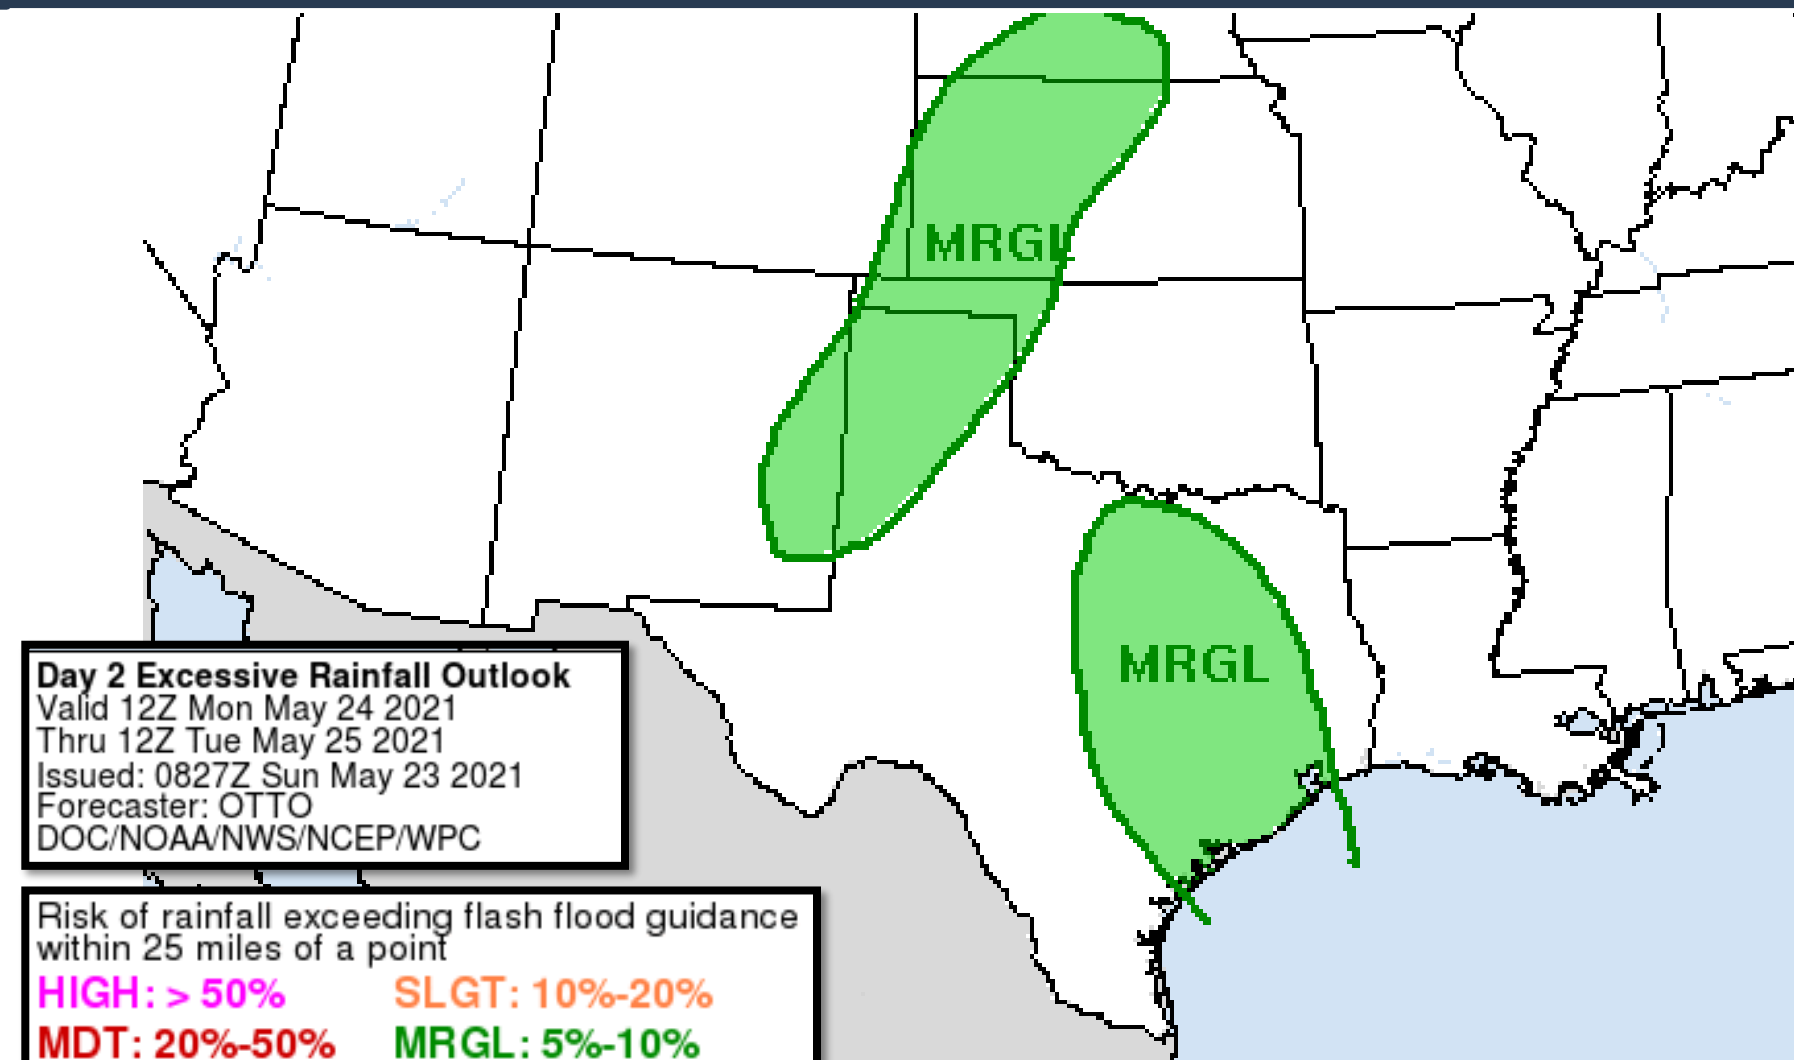 MRGL
MRGL
Day 2 Excessive Rainfall Outlook
Valid 12Z Mon May 24 2021
Thru 12Z Tue May 25 2021
Issued: 0827Z Sun May 23 2021
Forecaster: OTTO
DOC/NOAA/NWS/NCEP/WPC
Risk of rainfall exceeding flash flood guidance
within 25 miles of a point
HIGH: > 50% SLGT: 10%-20%
MDT: 20%-50% MRGL: 5%-10%